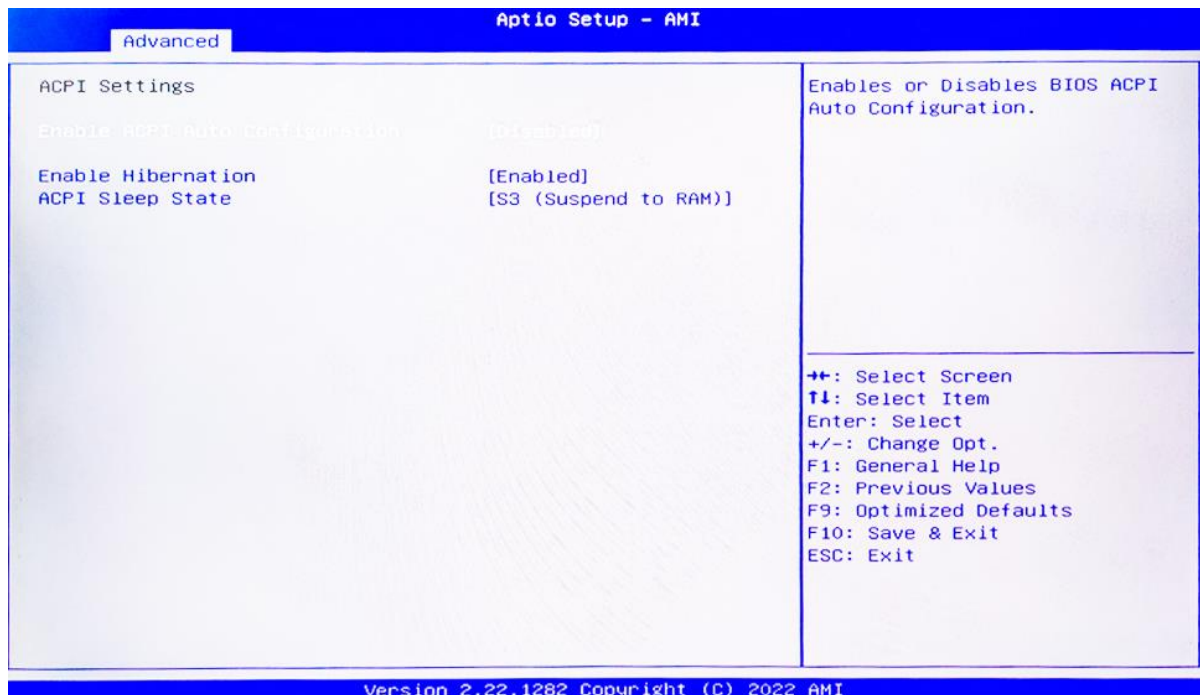 Aptio Setup - AMI
Advanced
ACPI Settings
Enable ACPI Auto Configuration [Disabled]
Enable Hibernation [Enabled]
ACPI Sleep State [S3 (Suspend to RAM)]
Enables or Disables BIOS ACPI
Auto Configuration.
→←: Select Screen
↑↓: Select Item
Enter: Select
+/-: Change Opt.
F1: General Help
F2: Previous Values
F9: Optimized Defaults
F10: Save & Exit
ESC: Exit
Version 2.22.1282 Copyright (C) 2022 AMI